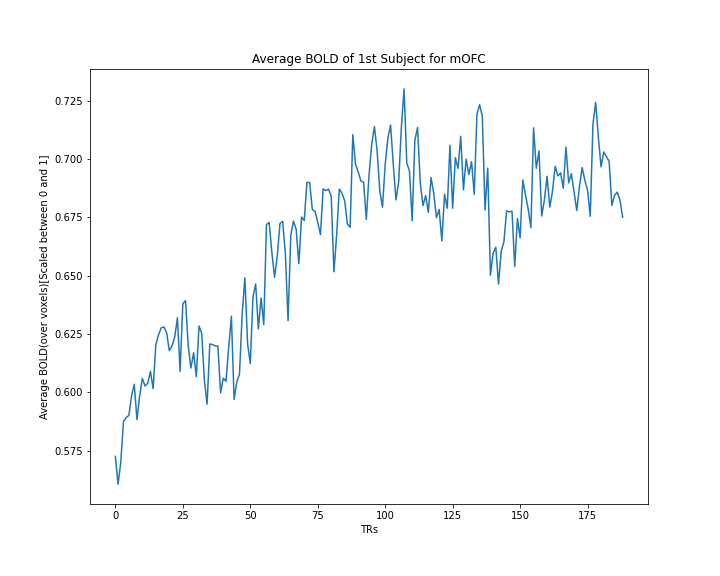 Average BOLD of 1st Subject for mOFC
Average BOLD(over voxels)[Scaled between 0 and 1]
0.725
0.700
0.675
0.650
0.625
0.600
0.575
0 25 50 75 100 125 150 175
TRs